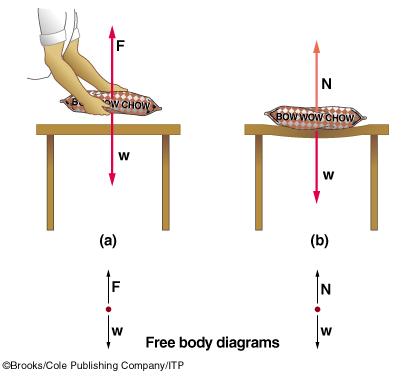 F
BOW WOW CHOW
w
(a)
N
BOW WOW CHOW
w
(b)
F
w
N
w
Free body diagrams
©Brooks/Cole Publishing Company/ITP